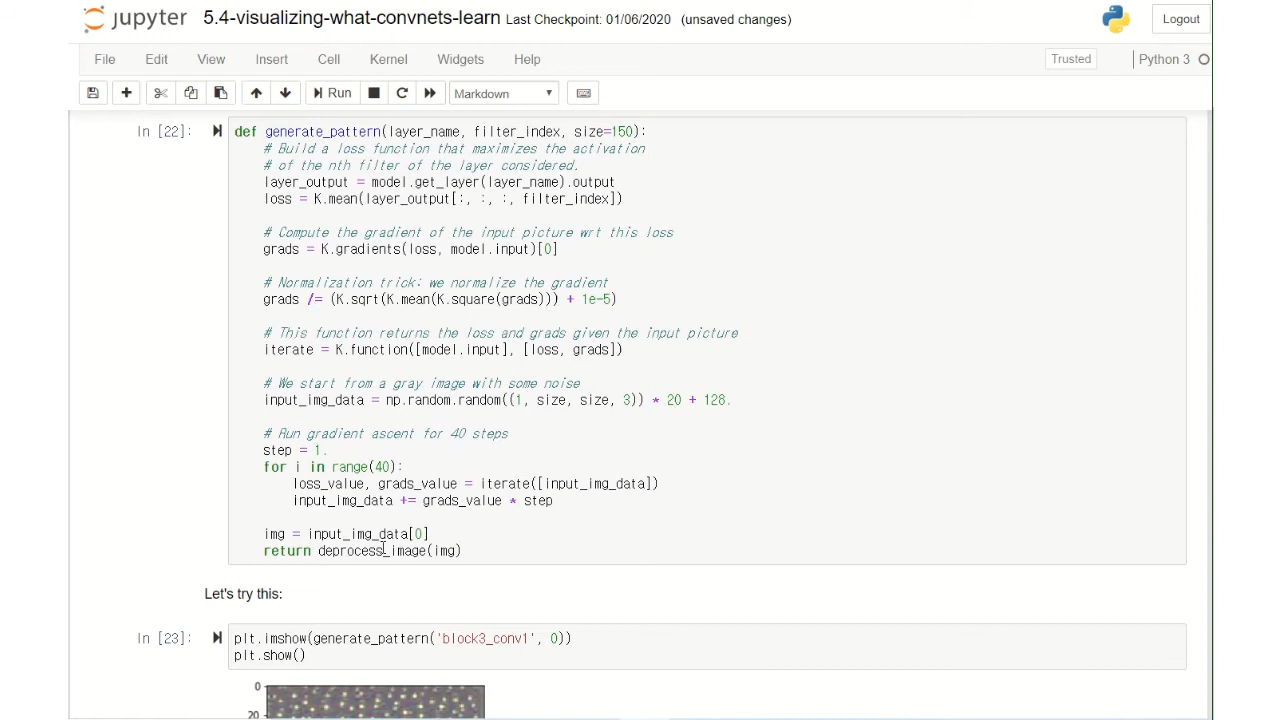 jupyter 5.4-visualizing-what-convnets-learn Last Checkpoint: 01/06/2020 (unsaved changes) Logout
File Edit View Insert Cell Kernel Widgets Help Trusted Python 3
Run Markdown
In [22]: def generate_pattern(layer_name, filter_index, size=150):
# Build a loss function that maximizes the activation
# of the nth filter of the layer considered.
layer_output = model.get_layer(layer_name).output
loss = K.mean(layer_output[:, :, :, filter_index])
# Compute the gradient of the input picture wrt this loss
grads = K.gradients(loss, model.input)[0]
# Normalization trick: we normalize the gradient
grads /= (K.sqrt(K.mean(K.square(grads))) + 1e-5)
# This function returns the loss and grads given the input picture
iterate = K.function([model.input], [loss, grads])
# We start from a gray image with some noise
input_img_data = np.random.random((1, size, size, 3)) * 20 + 128.
# Run gradient ascent for 40 steps
step = 1.
for i in range(40):
loss_value, grads_value = iterate([input_img_data])
input_img_data += grads_value * step
img = input_img_data[0]
return deprocess_image(img)
Let's try this:
In [23]: plt.imshow(generate_pattern('block3_conv1', 0))
plt.show()
0
20